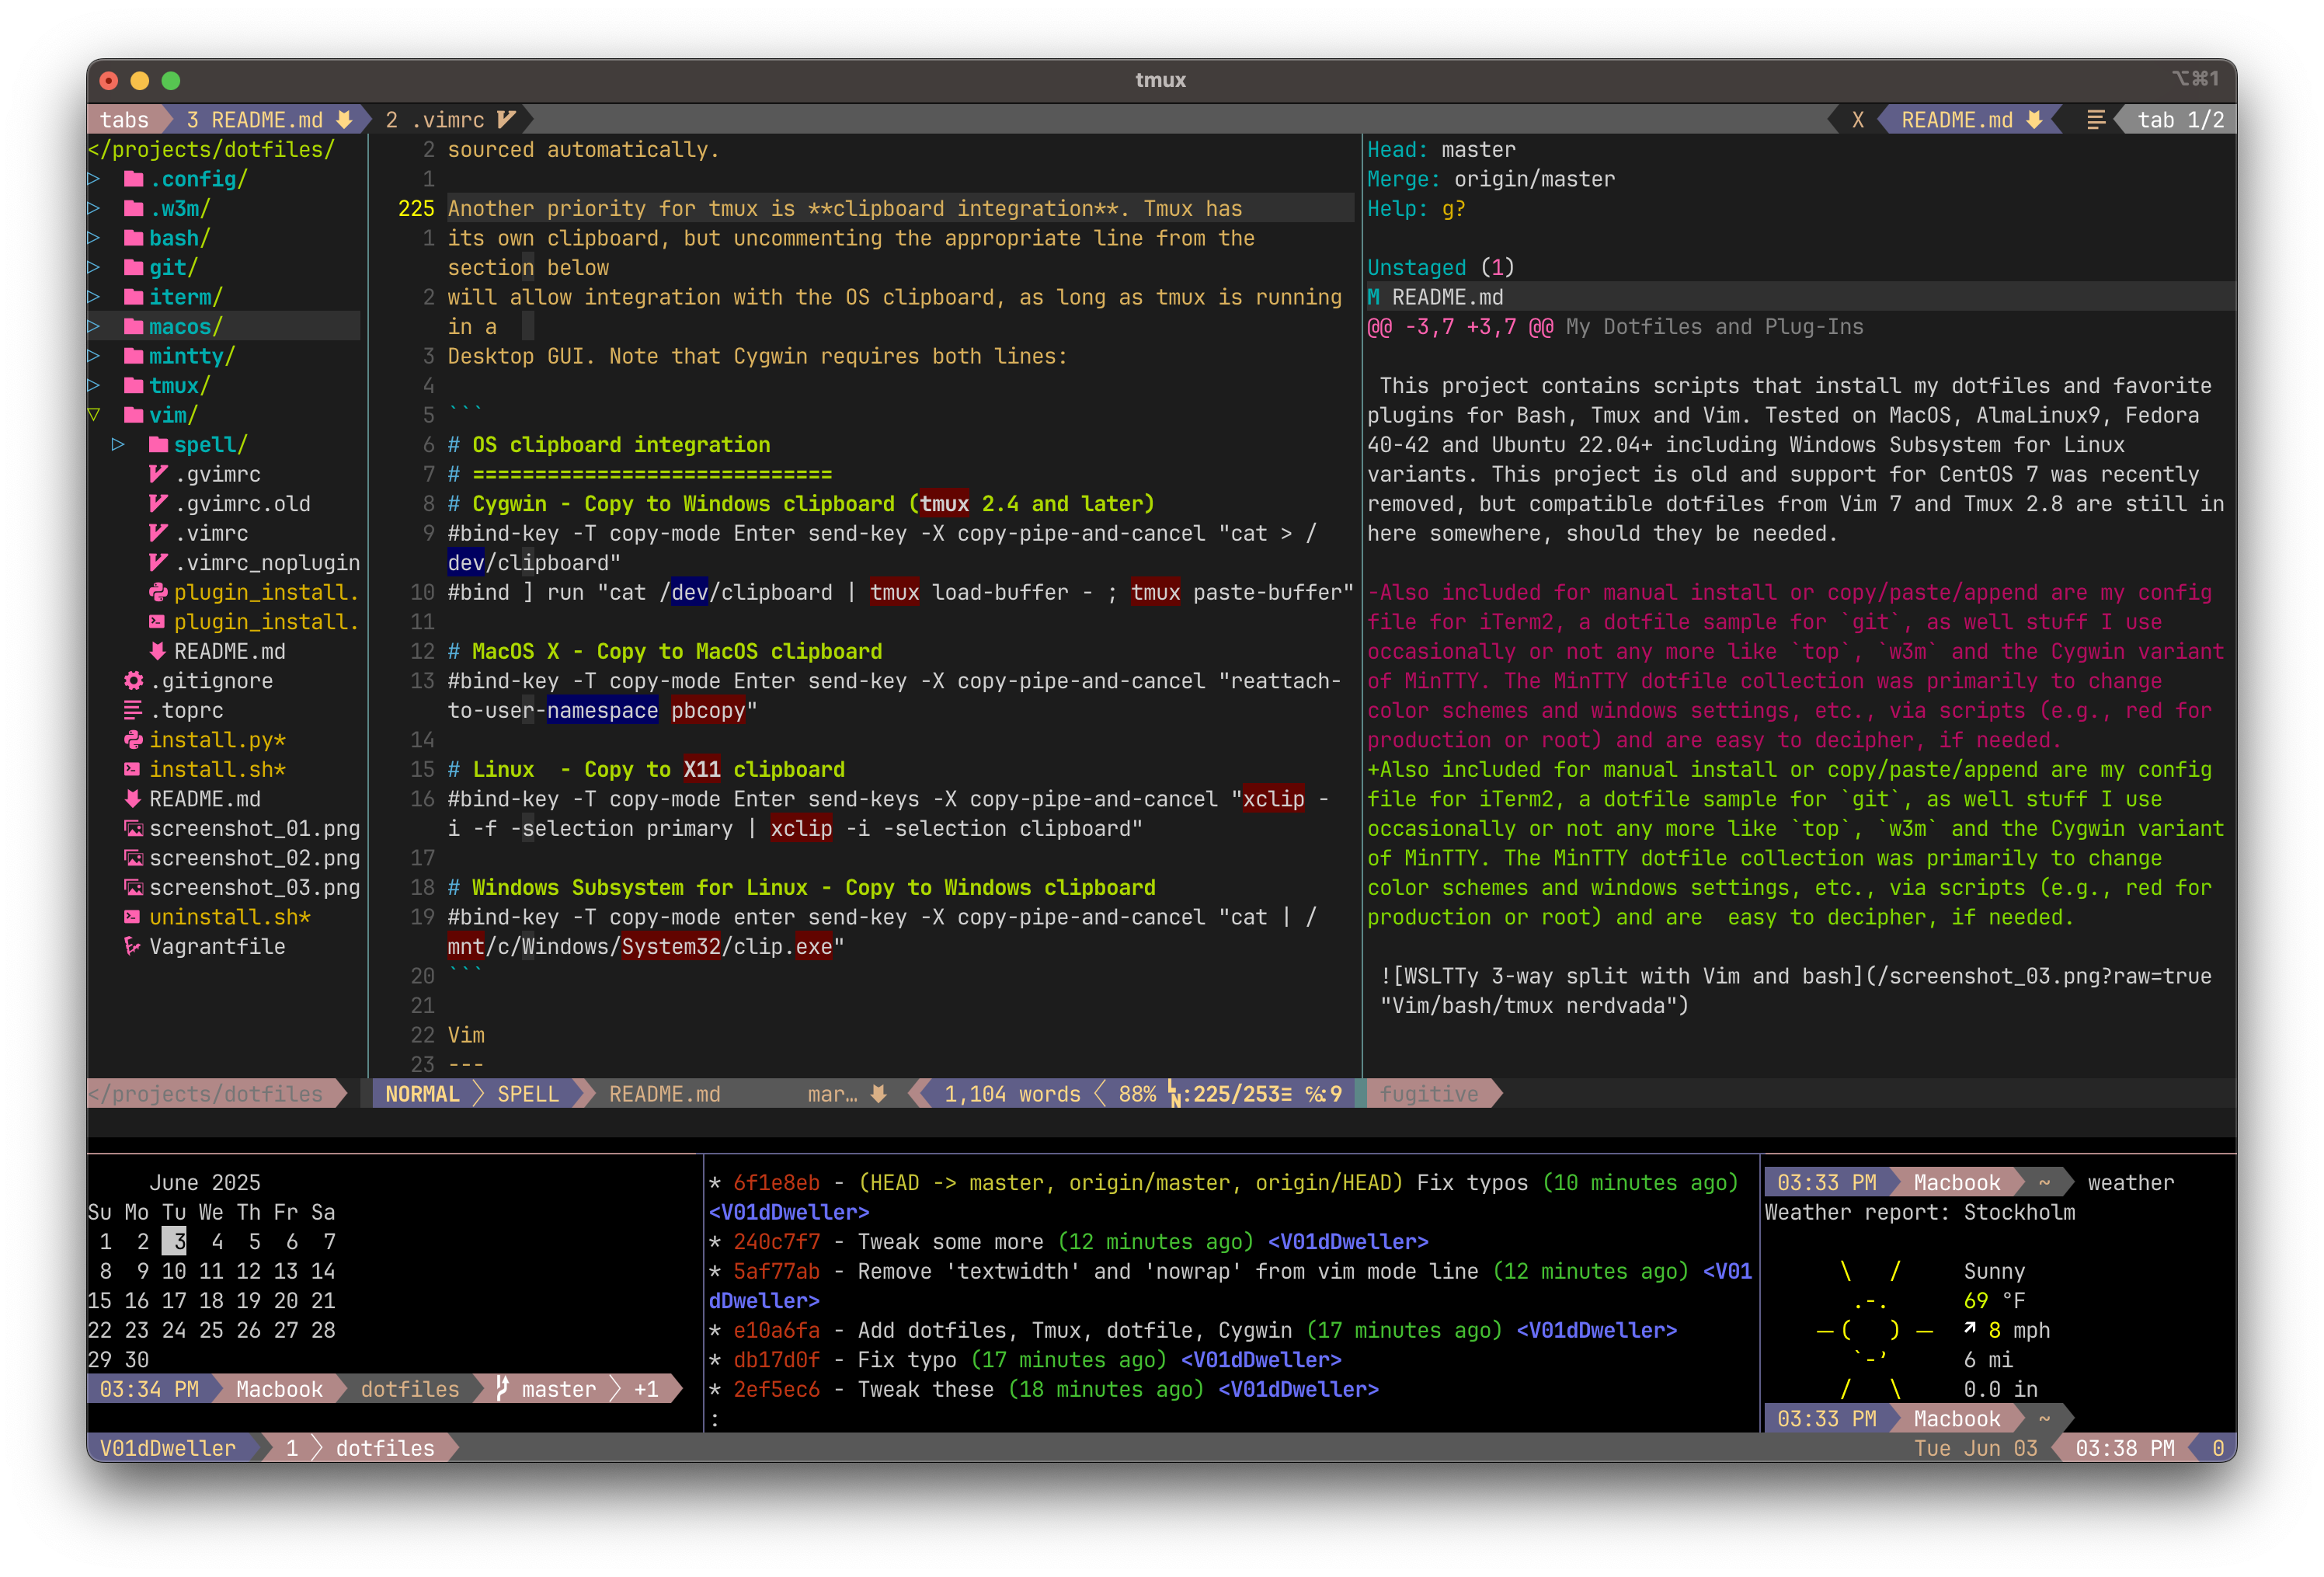 tmux
⌥⌘1
tabs 3 README.md 2 .vimrc
X README.md tab 1/2
</projects/dotfiles/
▷ .config/
▷ .w3m/
▷ bash/
▷ git/
▷ iterm/
▷ macos/
▷ mintty/
▷ tmux/
▽ vim/
▷ spell/
.gvimrc
.gvimrc.old
.vimrc
.vimrc_noplugin
plugin_install.
plugin_install.
README.md
.gitignore
.toprc
install.py*
install.sh*
README.md
screenshot_01.png
screenshot_02.png
screenshot_03.png
uninstall.sh*
Vagrantfile
</projects/dotfiles
2 sourced automatically.
1
225 Another priority for tmux is **clipboard integration**. Tmux has
1 its own clipboard, but uncommenting the appropriate line from the
section below
2 will allow integration with the OS clipboard, as long as tmux is running
in a
3 Desktop GUI. Note that Cygwin requires both lines:
4
5 ```
6 # OS clipboard integration
7 # =============================
8 # Cygwin - Copy to Windows clipboard (tmux 2.4 and later)
9 #bind-key -T copy-mode Enter send-key -X copy-pipe-and-cancel "cat > /
dev/clipboard"
10 #bind ] run "cat /dev/clipboard | tmux load-buffer - ; tmux paste-buffer"
11
12 # MacOS X - Copy to MacOS clipboard
13 #bind-key -T copy-mode Enter send-key -X copy-pipe-and-cancel "reattach-
to-user-namespace pbcopy"
14
15 # Linux  - Copy to X11 clipboard
16 #bind-key -T copy-mode Enter send-keys -X copy-pipe-and-cancel "xclip -
i -f -selection primary | xclip -i -selection clipboard"
17
18 # Windows Subsystem for Linux - Copy to Windows clipboard
19 #bind-key -T copy-mode enter send-key -X copy-pipe-and-cancel "cat | /
mnt/c/Windows/System32/clip.exe"
20 ```
21
22 Vim
23 ---
NORMAL SPELL README.md mar… 1,104 words 88% LN:225/253≡ ℅:9
Head: master
Merge: origin/master
Help: g?
Unstaged (1)
M README.md
@@ -3,7 +3,7 @@ My Dotfiles and Plug-Ins
This project contains scripts that install my dotfiles and favorite
plugins for Bash, Tmux and Vim. Tested on MacOS, AlmaLinux9, Fedora
40-42 and Ubuntu 22.04+ including Windows Subsystem for Linux
variants. This project is old and support for CentOS 7 was recently
removed, but compatible dotfiles from Vim 7 and Tmux 2.8 are still in
here somewhere, should they be needed.
-Also included for manual install or copy/paste/append are my config
file for iTerm2, a dotfile sample for `git`, as well stuff I use
occasionally or not any more like `top`, `w3m` and the Cygwin variant
of MinTTY. The MinTTY dotfile collection was primarily to change
color schemes and windows settings, etc., via scripts (e.g., red for
production or root) and are easy to decipher, if needed.
+Also included for manual install or copy/paste/append are my config
file for iTerm2, a dotfile sample for `git`, as well stuff I use
occasionally or not any more like `top`, `w3m` and the Cygwin variant
of MinTTY. The MinTTY dotfile collection was primarily to change
color schemes and windows settings, etc., via scripts (e.g., red for
production or root) and are  easy to decipher, if needed.
![WSLTTy 3-way split with Vim and bash](/screenshot_03.png?raw=true
"Vim/bash/tmux nerdvada")
fugitive
June 2025
Su Mo Tu We Th Fr Sa
1 2 3 4 5 6 7
8 9 10 11 12 13 14
15 16 17 18 19 20 21
22 23 24 25 26 27 28
29 30
03:34 PM Macbook dotfiles master +1
* 6f1e8eb - (HEAD -> master, origin/master, origin/HEAD) Fix typos (10 minutes ago)
<V01dDweller>
* 240c7f7 - Tweak some more (12 minutes ago) <V01dDweller>
* 5af77ab - Remove 'textwidth' and 'nowrap' from vim mode line (12 minutes ago) <V01
dDweller>
* e10a6fa - Add dotfiles, Tmux, dotfile, Cygwin (17 minutes ago) <V01dDweller>
* db17d0f - Fix typo (17 minutes ago) <V01dDweller>
* 2ef5ec6 - Tweak these (18 minutes ago) <V01dDweller>
:
03:33 PM Macbook ~ weather
Weather report: Stockholm
\ / Sunny
.-. 69 °F
― ( ) ― ↗ 8 mph
`-’ 6 mi
/ \ 0.0 in
03:33 PM Macbook ~
V01dDweller 1 dotfiles
Tue Jun 03 03:38 PM 0